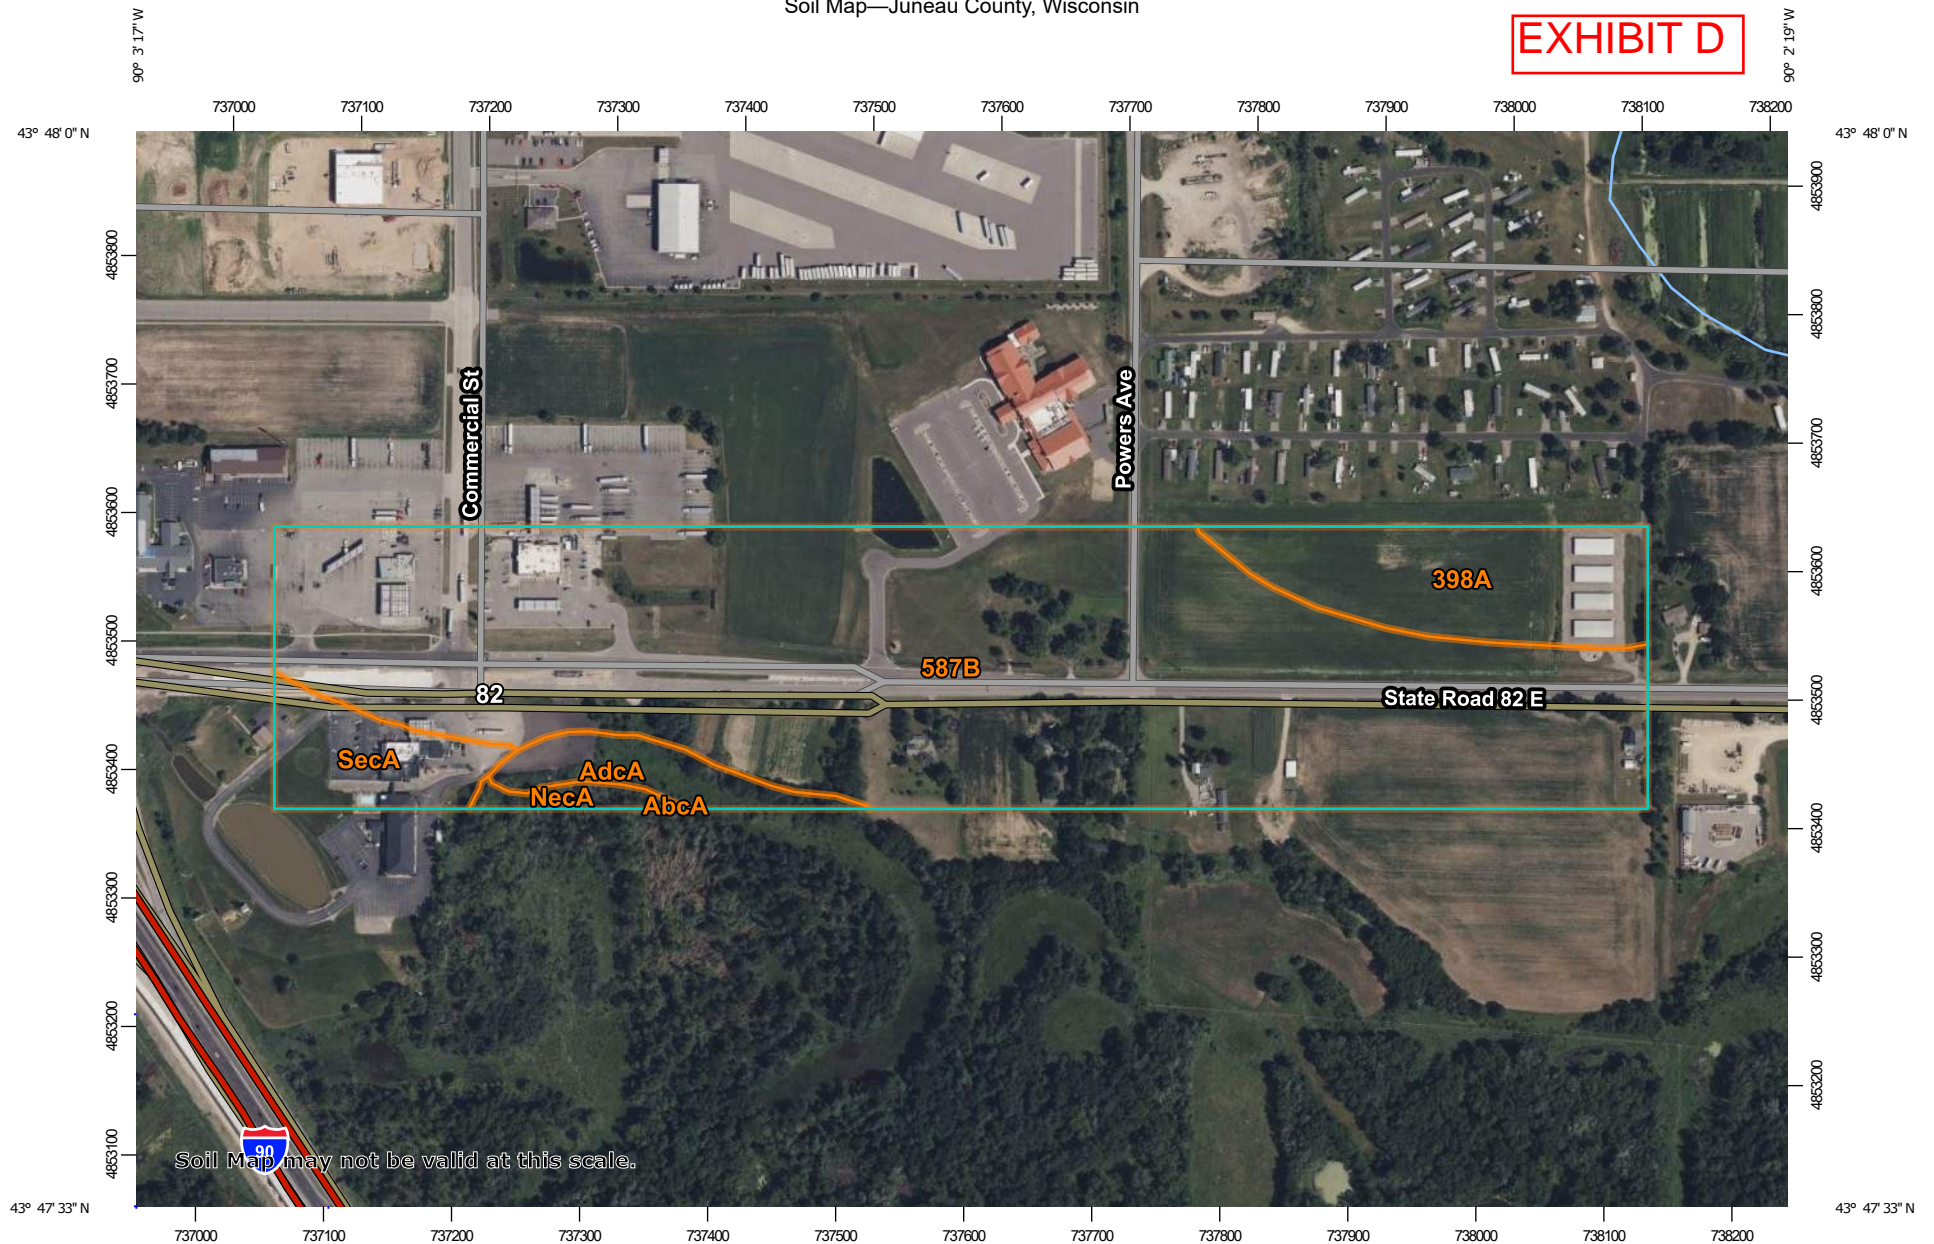 Soil Map—Juneau County, Wisconsin
EXHIBIT D
90° 3' 17" W
90° 2' 19" W
737000 737100 737200 737300 737400 737500 737600 737700 737800 737900 738000 738100 738200
43° 48' 0" N
43° 48' 0" N
4853800
4853700
4853600
4853500
4853400
4853300
4853200
4853100
4853900
4853800
4853700
4853600
4853500
4853400
4853300
4853200
Commercial St
Powers Ave
398A
587B
82
State Road 82 E
SecA
AdcA
NecA
AbcA
90
Soil Map may not be valid at this scale.
43° 47' 33" N
43° 47' 33" N
737000 737100 737200 737300 737400 737500 737600 737700 737800 737900 738000 738100 738200